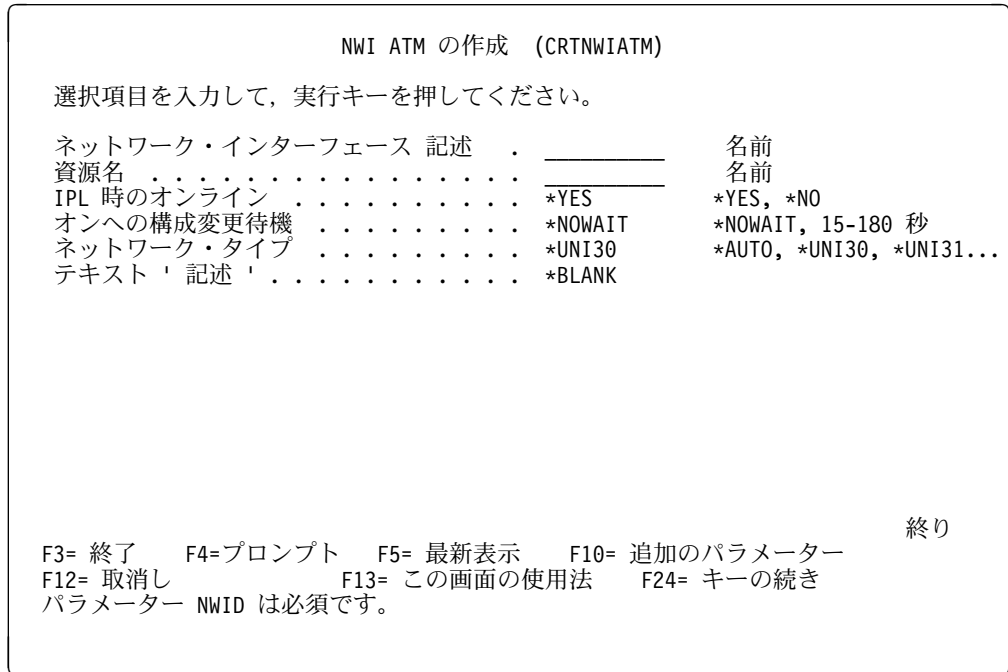 NWI ATM の作成 (CRTNWIATM)
選択項目を入力して, 実行キーを押してください。
ネットワーク・インターフェース 記述 . __________ 名前
資源名 . . . . . . . . . . . . . . . . __________ 名前
IPL 時のオンライン . . . . . . . . . . *YES *YES, *NO
オンへの構成変更待機 . . . . . . . . . *NOWAIT *NOWAIT, 15-180 秒
ネットワーク・タイプ . . . . . . . . . *UNI30 *AUTO, *UNI30, *UNI31...
テキスト ' 記述 ' . . . . . . . . . . . *BLANK
終り
F3= 終了 F4=プロンプト F5= 最新表示 F10= 追加のパラメーター
F12= 取消し F13= この画面の使用法 F24= キーの続き
パラメーター NWID は必須です。